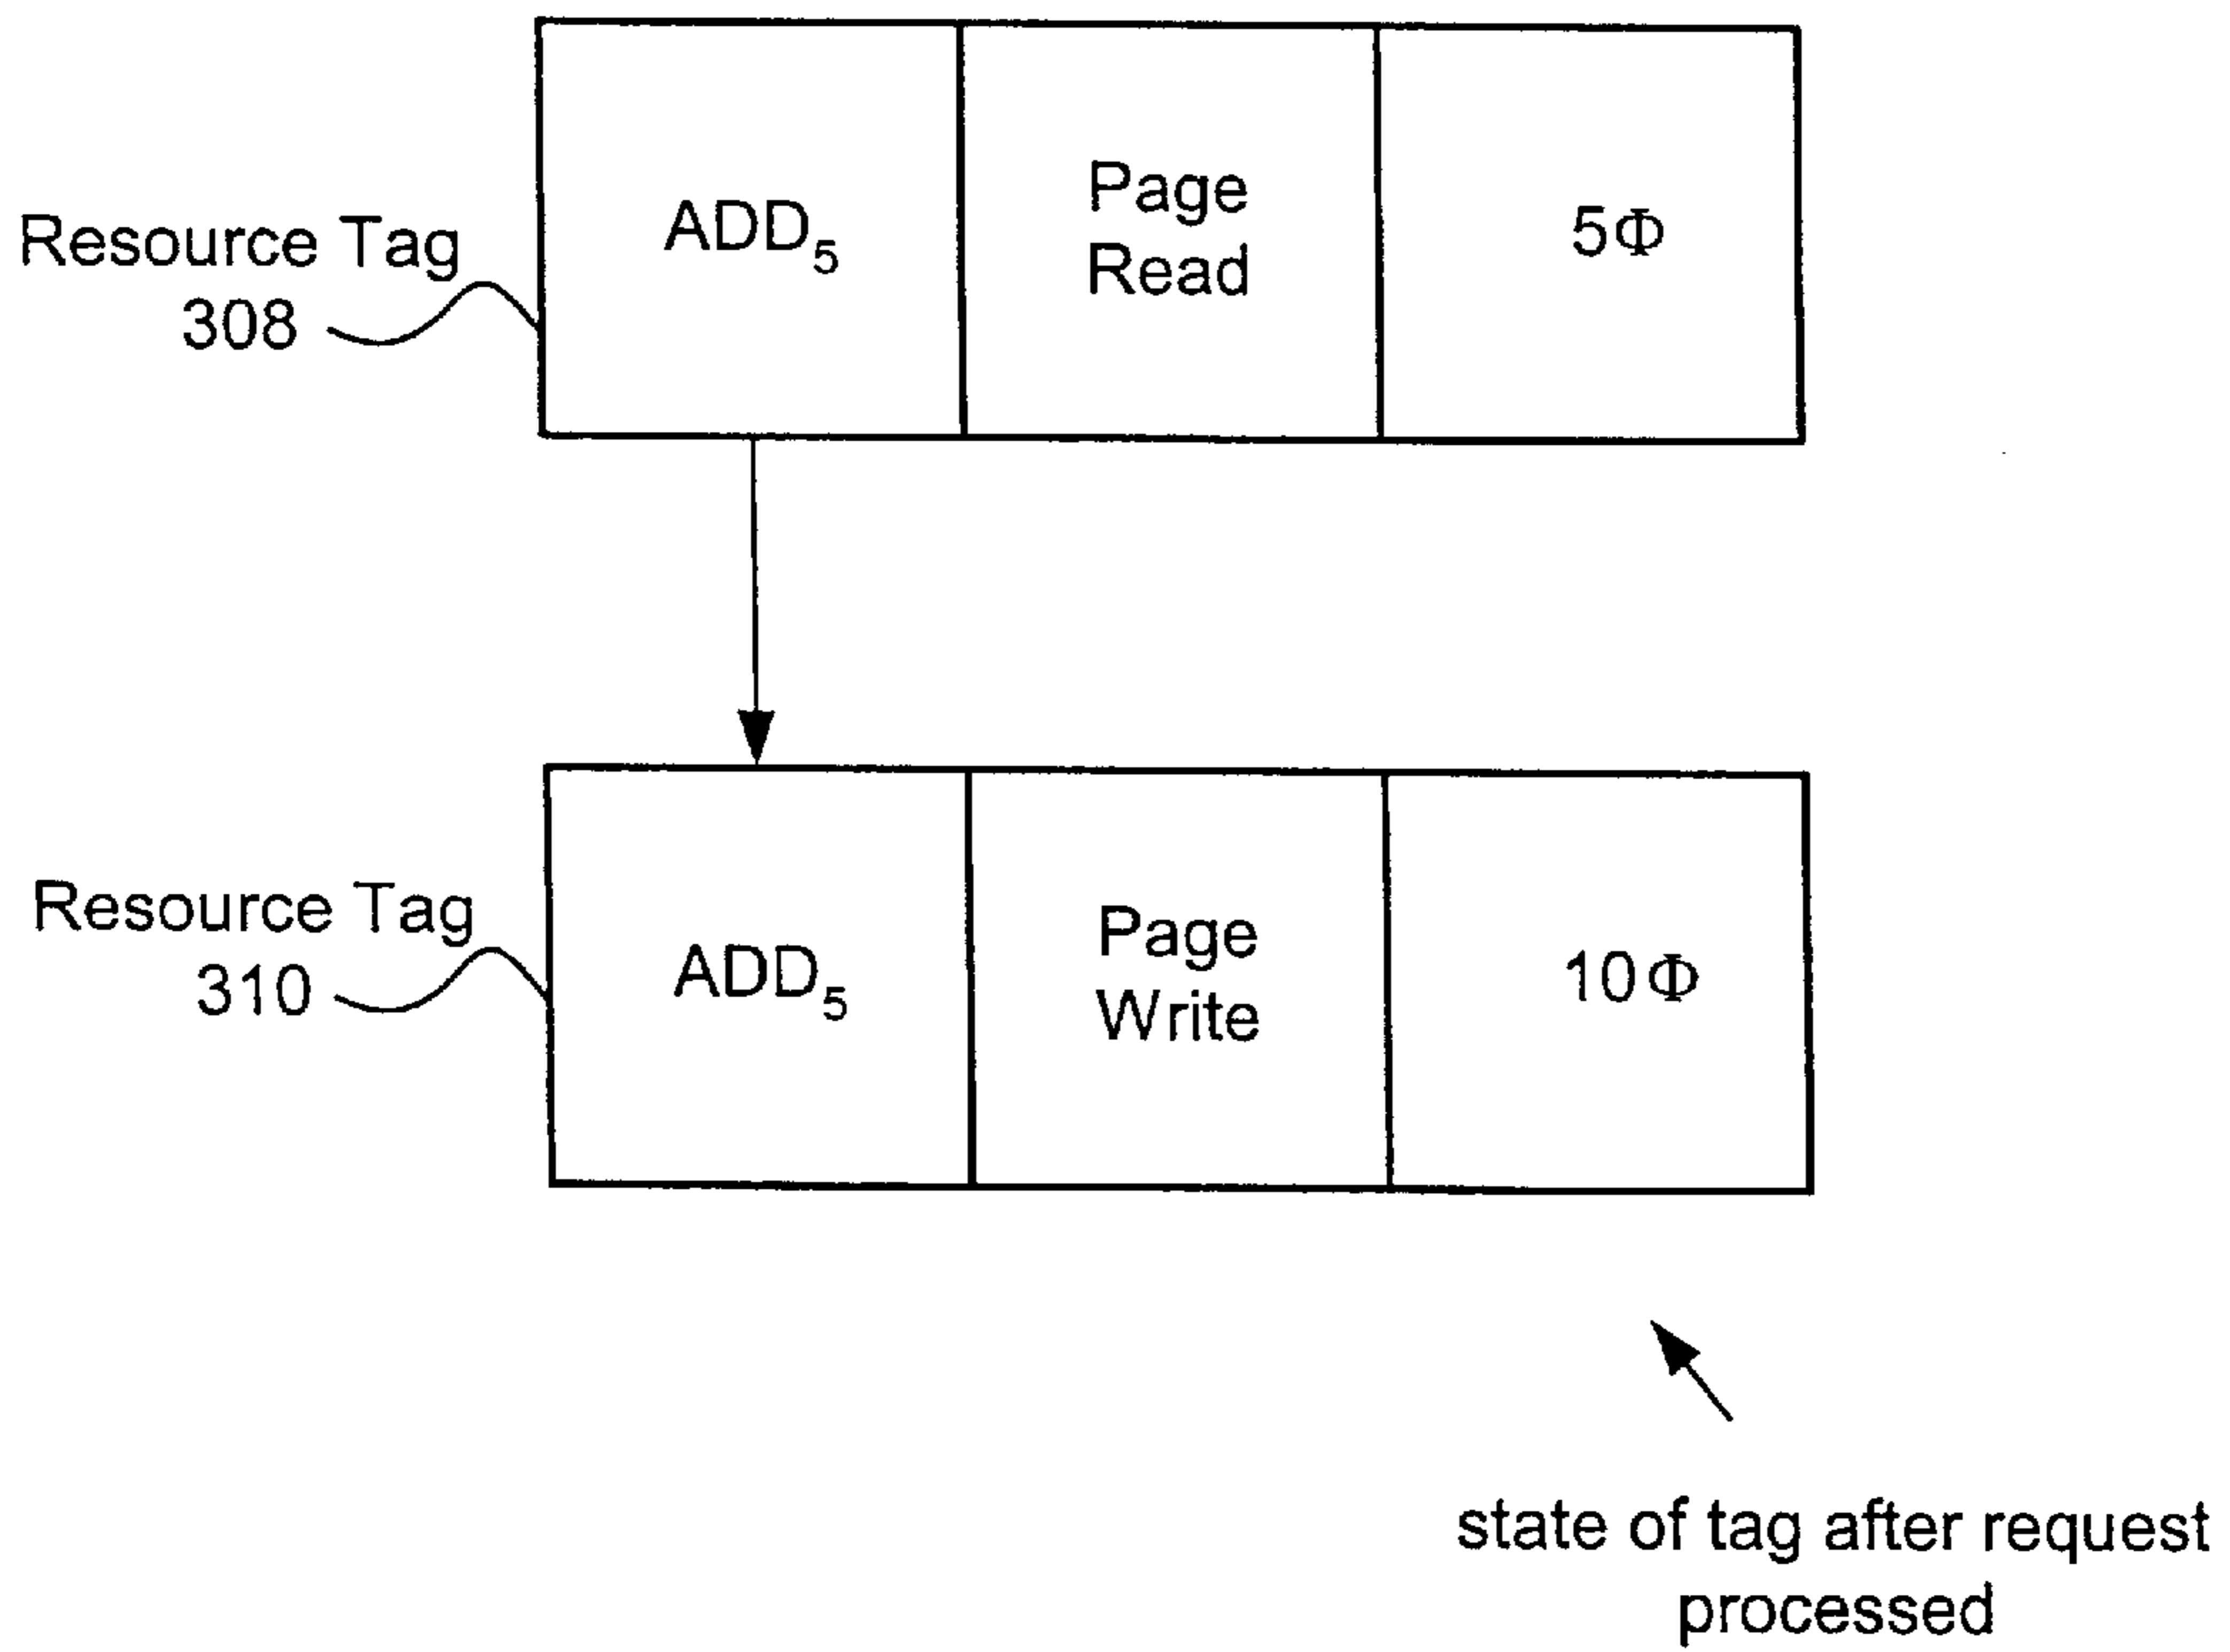 Resource Tag
308
ADD₅
Page
Read
5Φ
Resource Tag
310
ADD₅
Page
Write
10Φ
state of tag after request
processed